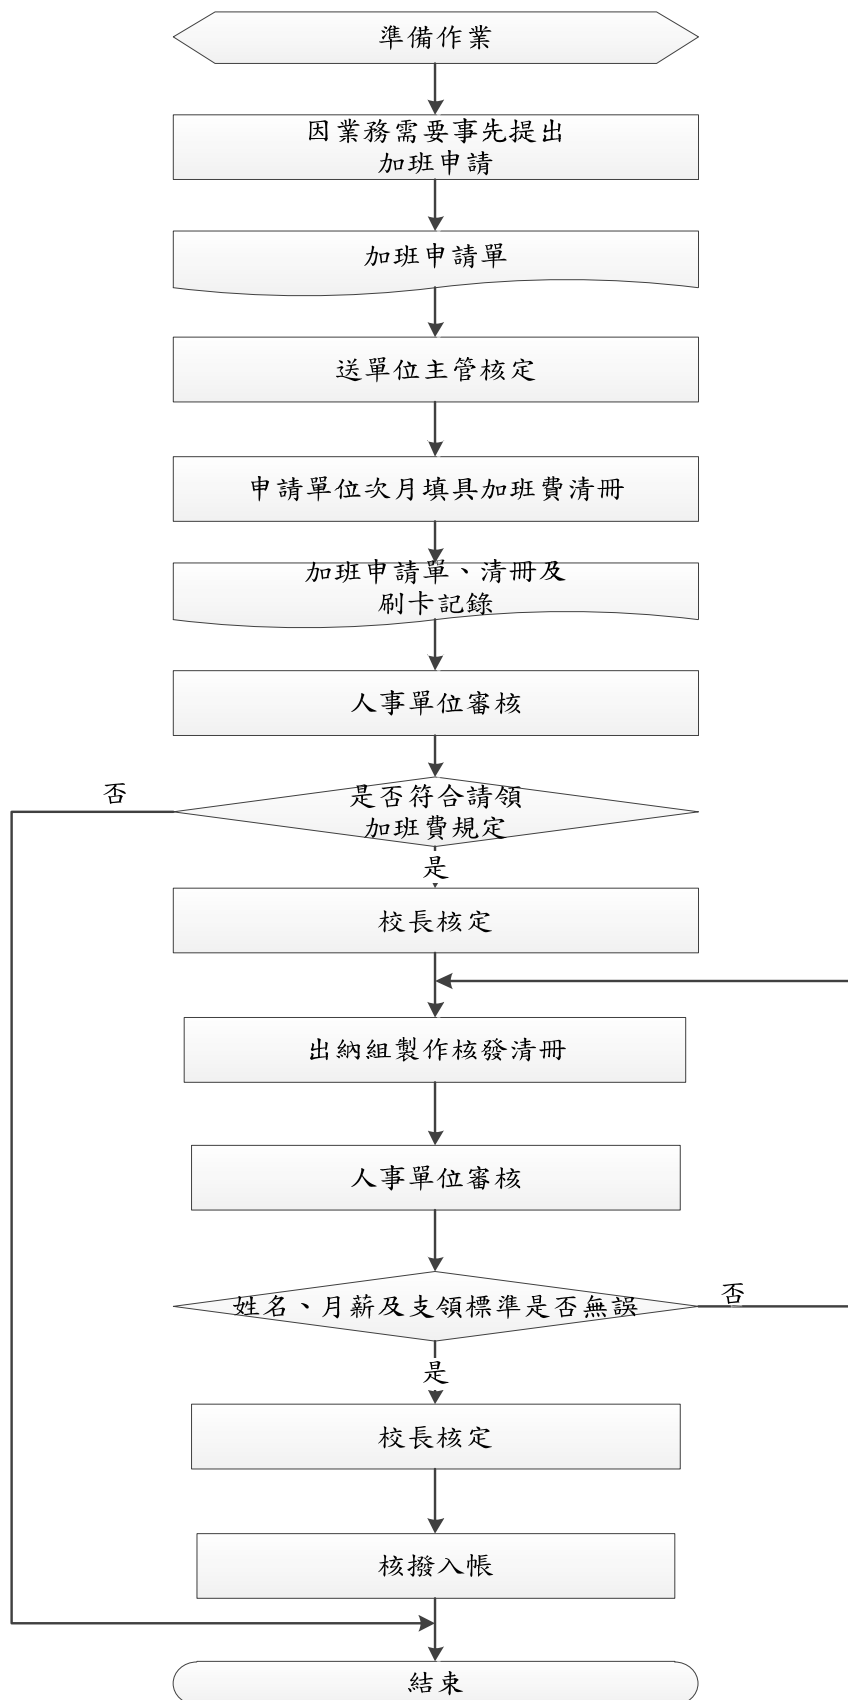 準備作業
因業務需要事先提出
加班申請
加班申請單
送單位主管核定
申請單位次月填具加班費清冊
加班申請單、清冊及
刷卡記錄
人事單位審核
否
是否符合請領
加班費規定
是
校長核定
出納組製作核發清冊
人事單位審核
姓名、月薪及支領標準是否無誤
否
是
校長核定
核撥入帳
結束